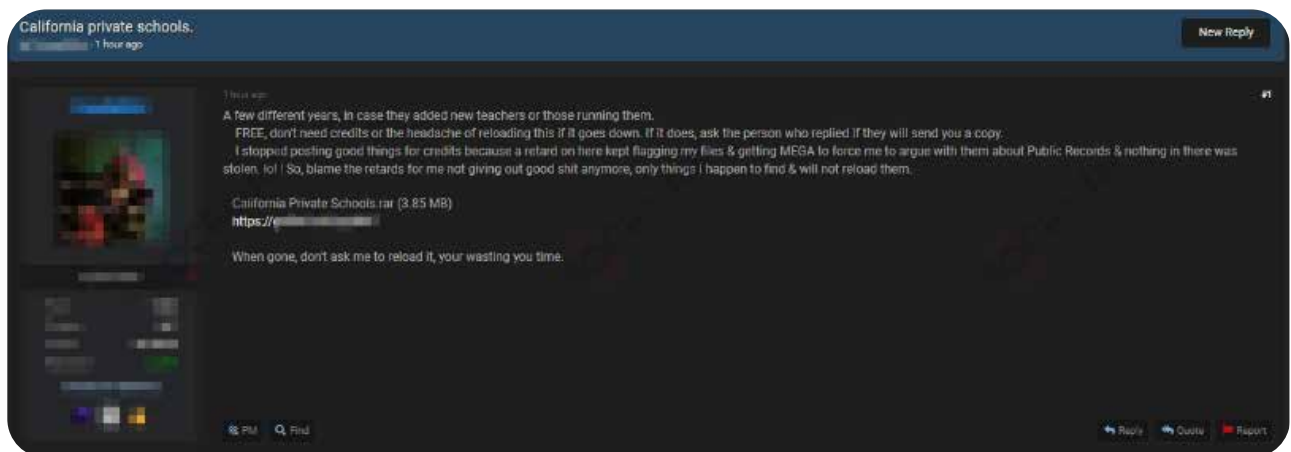 California private schools.
1 hour ago
New Reply
1 hour ago
#1
A few different years, in case they added new teachers or those running them.
FREE, don't need credits or the headache of reloading this if it goes down. If it does, ask the person who replied if they will send you a copy.
I stopped posting good things for credits because a retard on here kept flagging my files & getting MEGA to force me to argue with them about Public Records & nothing in there was
stolen. lol ! So, blame the retards for me not giving out good shit anymore, only things i happen to find & will not reload them.
California Private Schools.rar (3.85 MB)
https://
When gone, don't ask me to reload it, your wasting you time.
PM Find Reply Quote Report